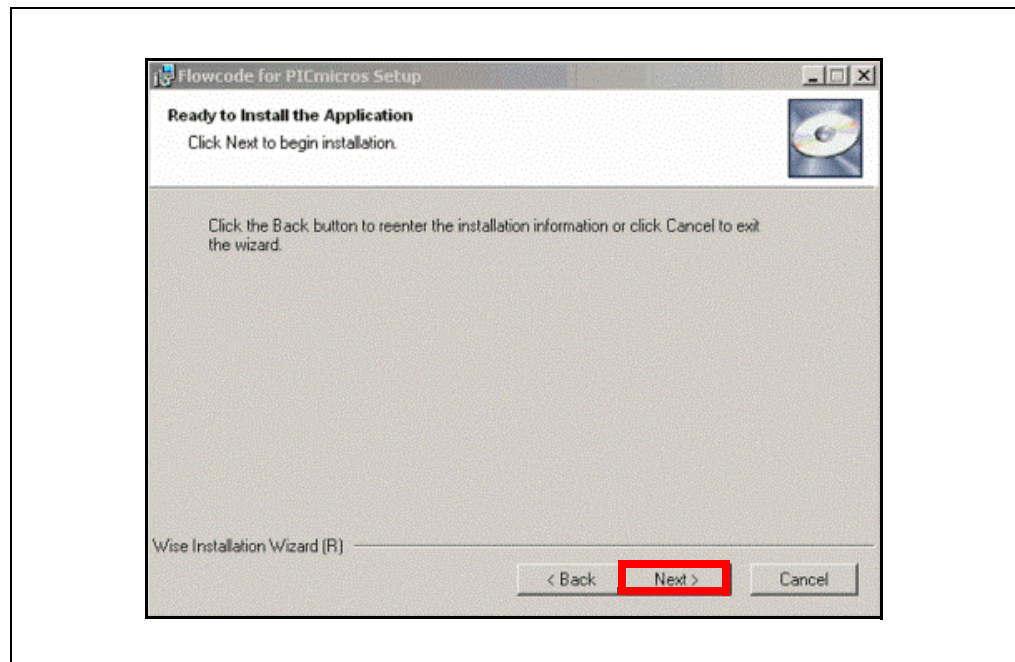 Flowcode for PICmicros Setup
Ready to Install the Application
Click Next to begin installation.
Click the Back button to reenter the installation information or click Cancel to exit
the wizard.
Wise Installation Wizard (R)
< Back Next > Cancel